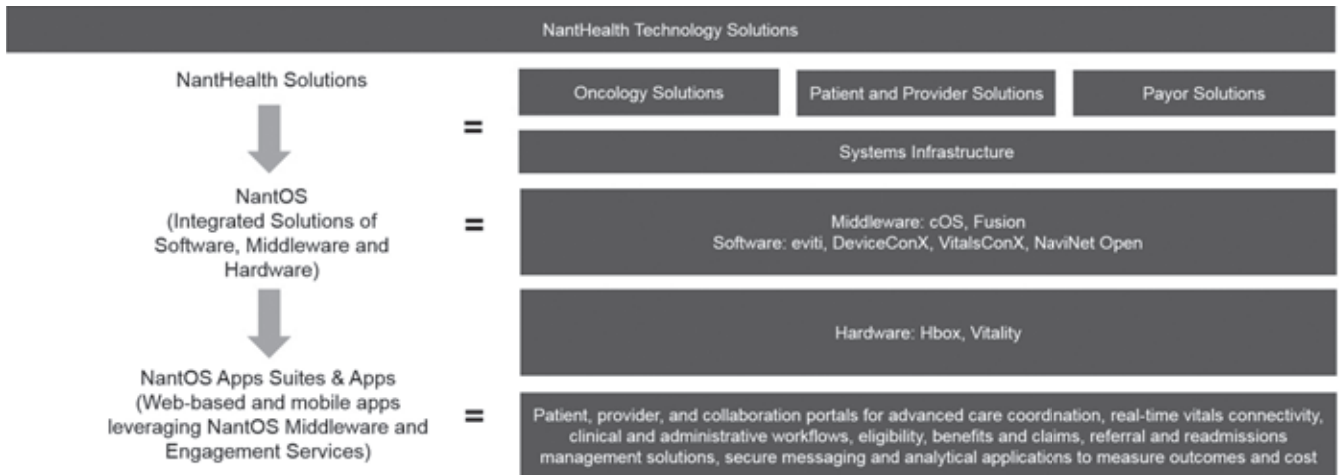 NantHealth Technology Solutions
NantHealth Solutions
=
Oncology Solutions
Patient and Provider Solutions
Payor Solutions
Systems Infrastructure
NantOS
(Integrated Solutions of
Software, Middleware and
Hardware)
=
Middleware: cOS, Fusion
Software: eviti, DeviceConX, VitalsConX, NaviNet Open
Hardware: Hbox, Vitality
NantOS Apps Suites & Apps
(Web-based and mobile apps
leveraging NantOS Middleware and
Engagement Services)
=
Patient, provider, and collaboration portals for advanced care coordination, real-time vitals connectivity,
clinical and administrative workflows, eligibility, benefits and claims, referral and readmissions
management solutions, secure messaging and analytical applications to measure outcomes and cost